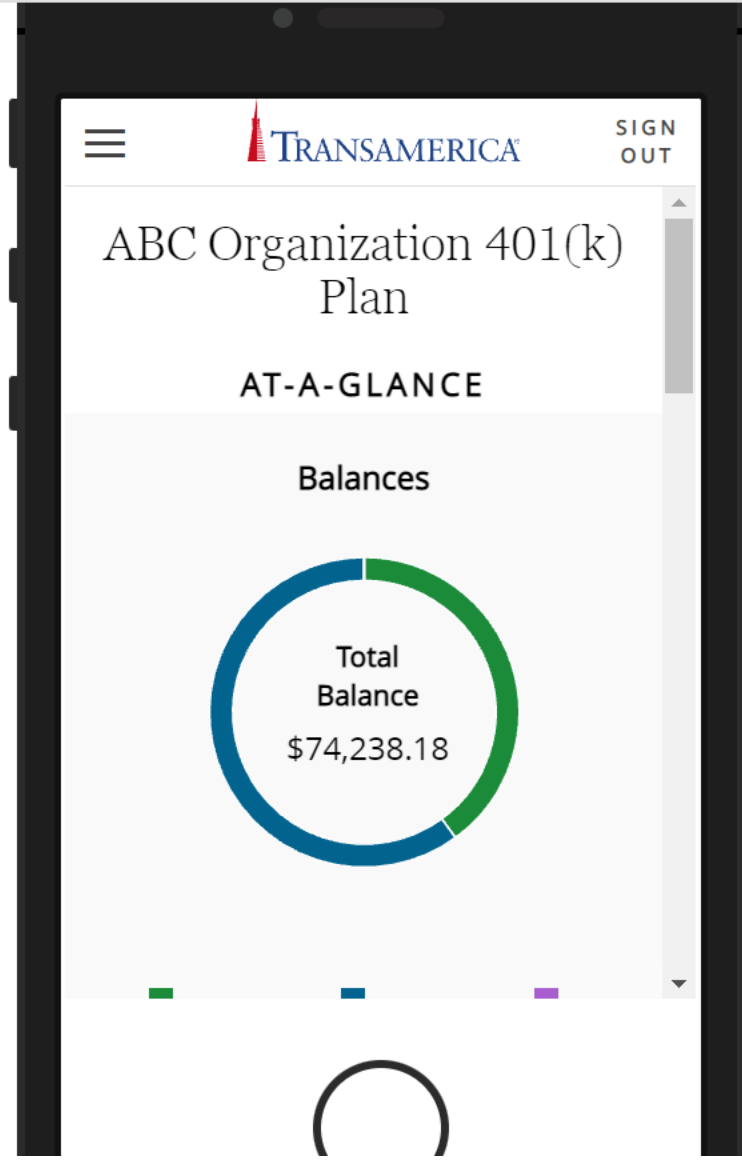 TRANSAMERICA
SIGN
OUT
ABC Organization 401(k)
Plan
AT-A-GLANCE
Balances
Total
Balance
$74,238.18